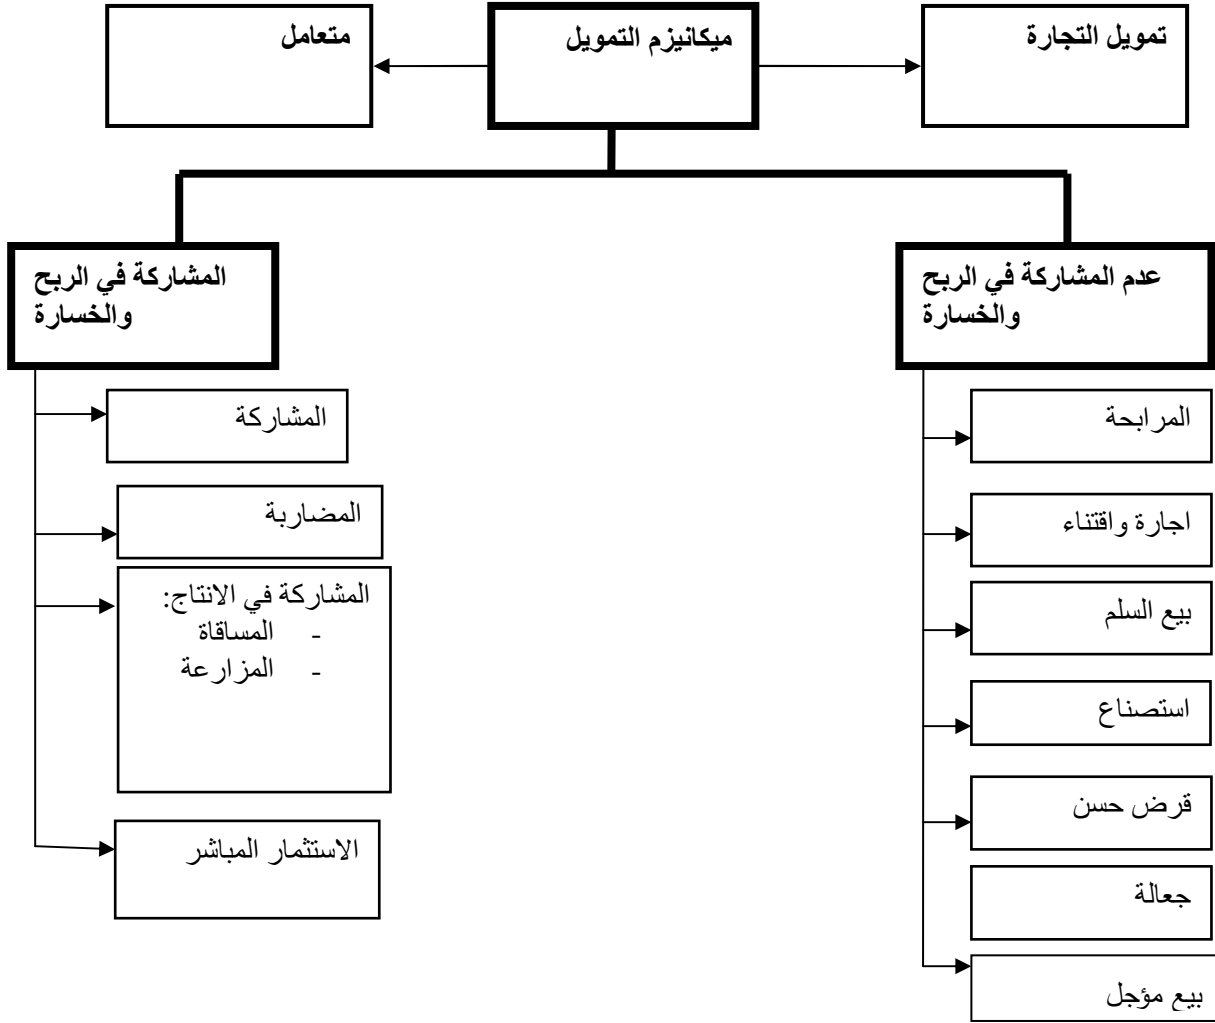 تمويل التجارة
ميكانيزم التمويل
متعامل
عدم المشاركة في الربح
والخسارة
المرابحة
اجارة واقتناء
بيع السلم
استصناع
قرض حسن
جعالة
بيع مؤجل
المشاركة في الربح
والخسارة
المشاركة
المضاربة
المشاركة في الانتاج:
- المساقاة
- المزارعة
الاستثمار المباشر